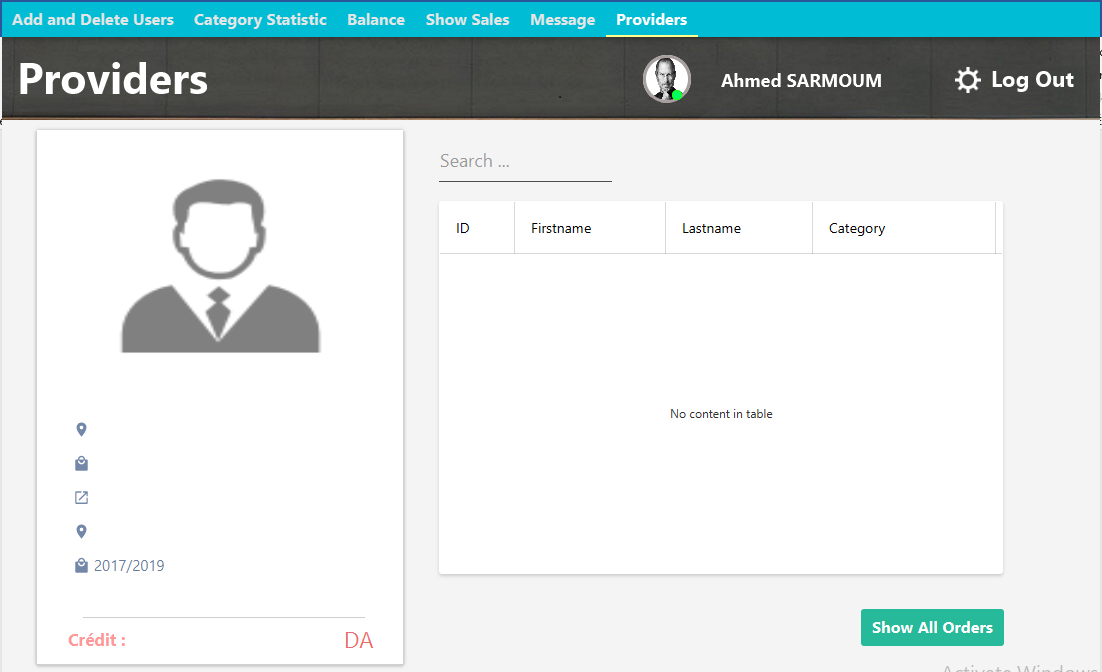 Add and Delete Users Category Statistic Balance Show Sales Message Providers
Providers
Ahmed SARMOUM
Log Out
Search ...
ID Firstname Lastname Category
No content in table
2017/2019
Crédit : DA
Show All Orders
Activate Windows